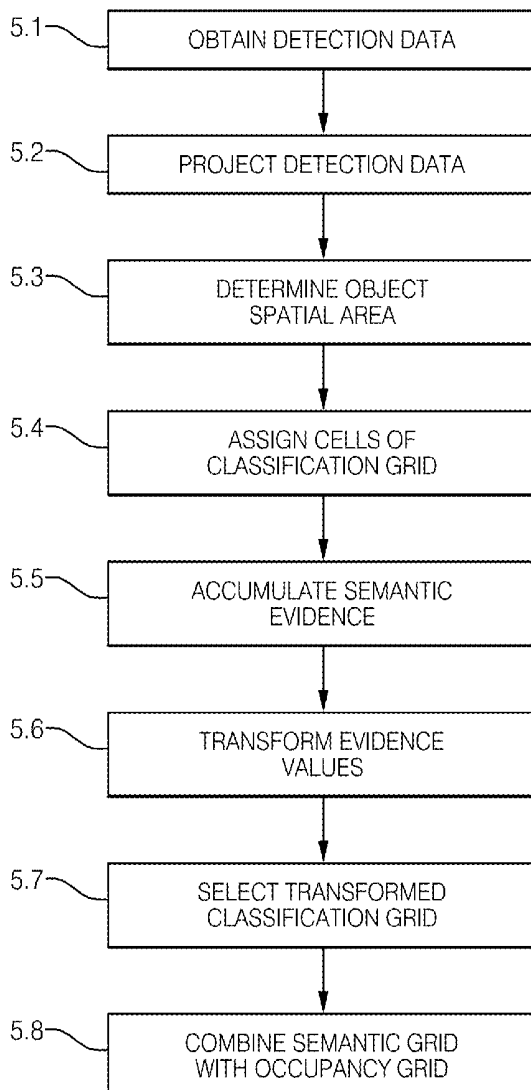 5.1
OBTAIN DETECTION DATA
5.2
PROJECT DETECTION DATA
5.3
DETERMINE OBJECT
SPATIAL AREA
5.4
ASSIGN CELLS OF
CLASSIFICATION GRID
5.5
ACCUMULATE SEMANTIC
EVIDENCE
5.6
TRANSFORM EVIDENCE
VALUES
5.7
SELECT TRANSFORMED
CLASSIFICATION GRID
5.8
COMBINE SEMANTIC GRID
WITH OCCUPANCY GRID